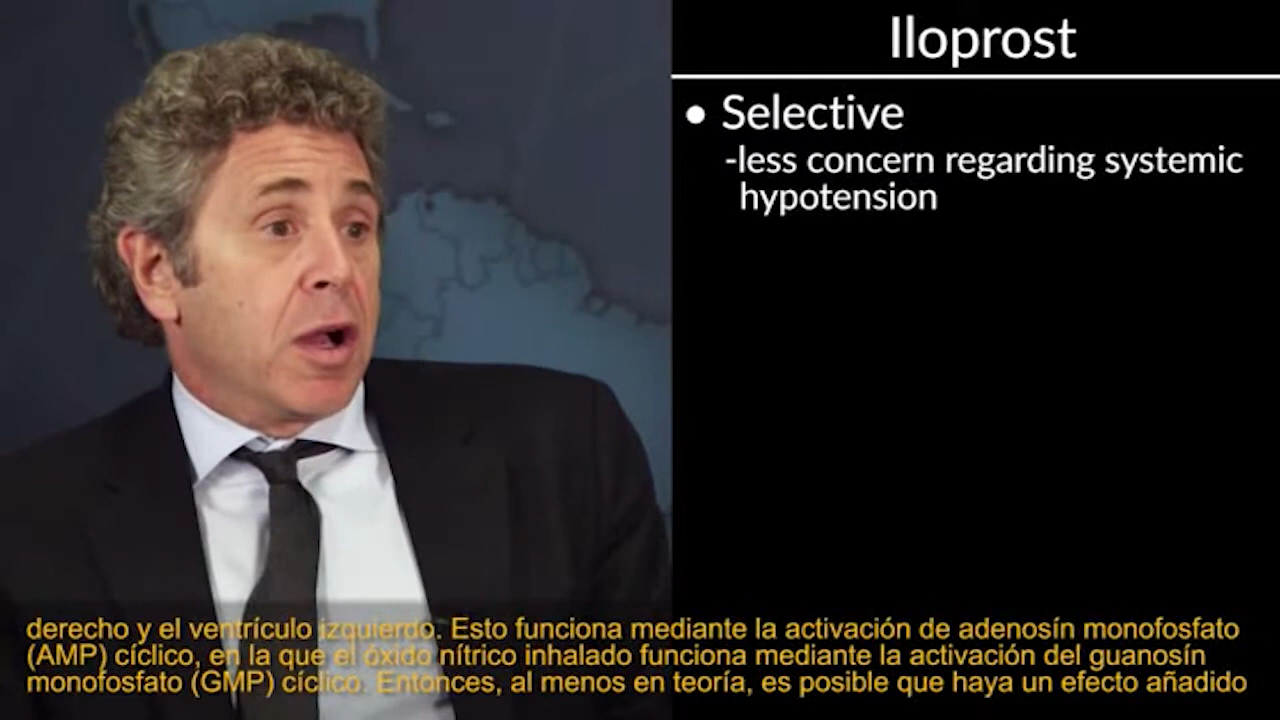 Iloprost
• Selective
-less concern regarding systemic
hypotension
derecho y el ventrículo izquierdo. Esto funciona mediante la activación de adenosín monofosfato
(AMP) cíclico, en la que el óxido nítrico inhalado funciona mediante la activación del guanosín
monofosfato (GMP) cíclico. Entonces, al menos en teoría, es posible que haya un efecto añadido